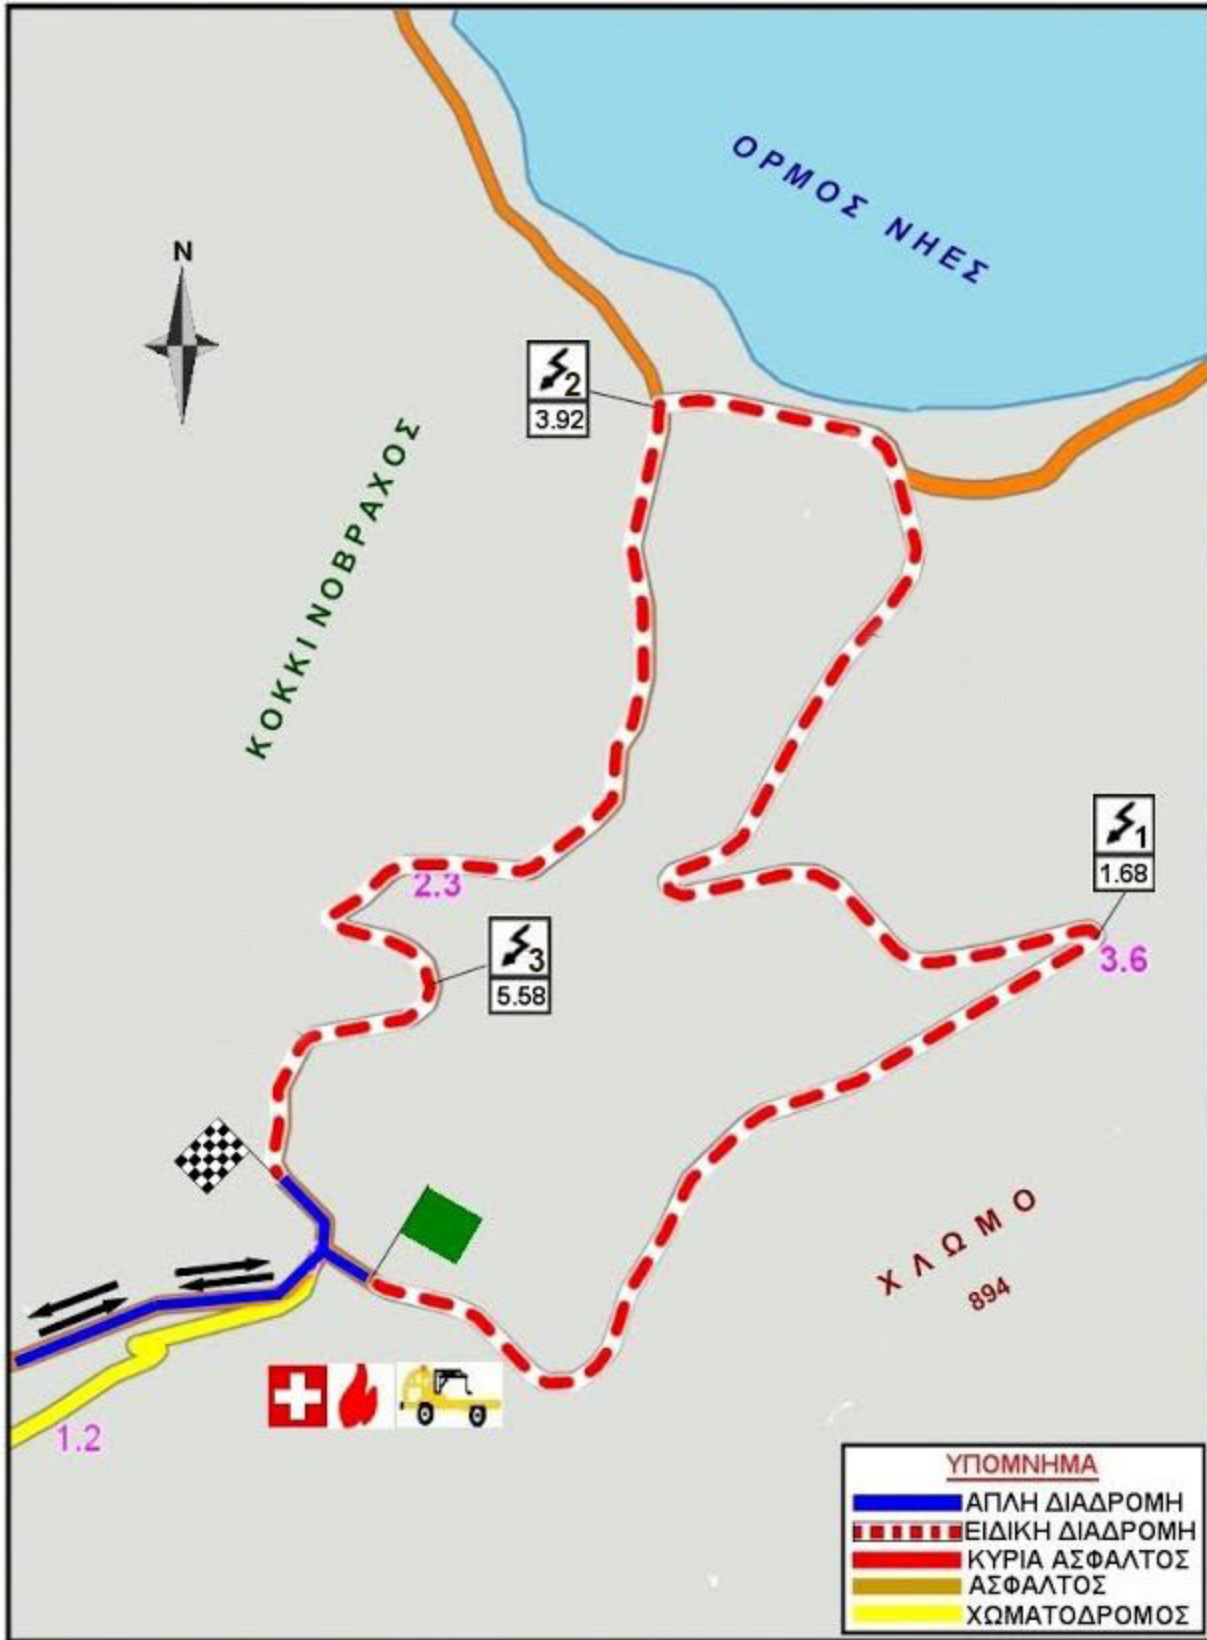 ΟΡΜΟΣ ΝΗΕΣ
N
2
3.92
ΚΟΚΚΙΝΟΒΡΑΧΟΣ
1
1.68
2.3
3
5.58
3.6
ΧΛΩΜΟ
894
1.2
ΥΠΟΜΝΗΜΑ
ΑΠΛΗ ΔΙΑΔΡΟΜΗ
ΕΙΔΙΚΗ ΔΙΑΔΡΟΜΗ
ΚΥΡΙΑ ΑΣΦΑΛΤΟΣ
ΑΣΦΑΛΤΟΣ
ΧΩΜΑΤΟΔΡΟΜΟΣ